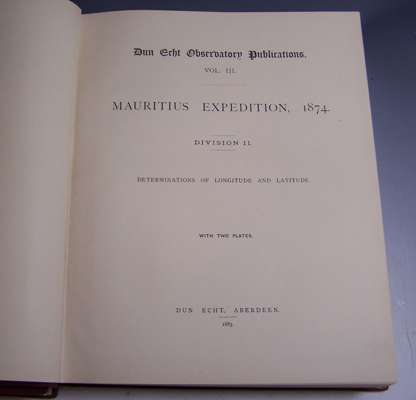 Dun Echt Observatory Publications.
VOL. III.
MAURITIUS EXPEDITION, 1874.
DIVISION II.
DETERMINATIONS OF LONGITUDE AND LATITUDE.
WITH TWO PLATES.
DUN ECHT, ABERDEEN.
1885.